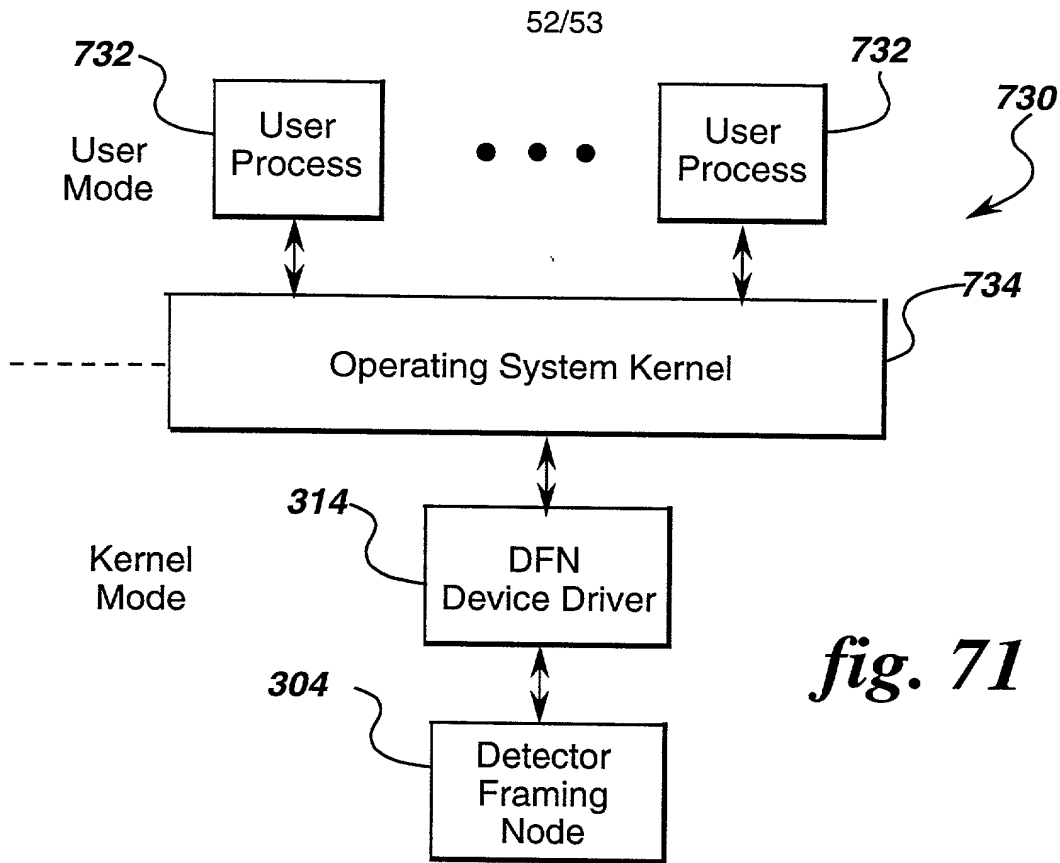 52/53
732
732
730
User
Process
User
Process
User
Mode
734
Operating System Kernel
314
DFN
Device Driver
Kernel
Mode
fig. 71
304
Detector
Framing
Node